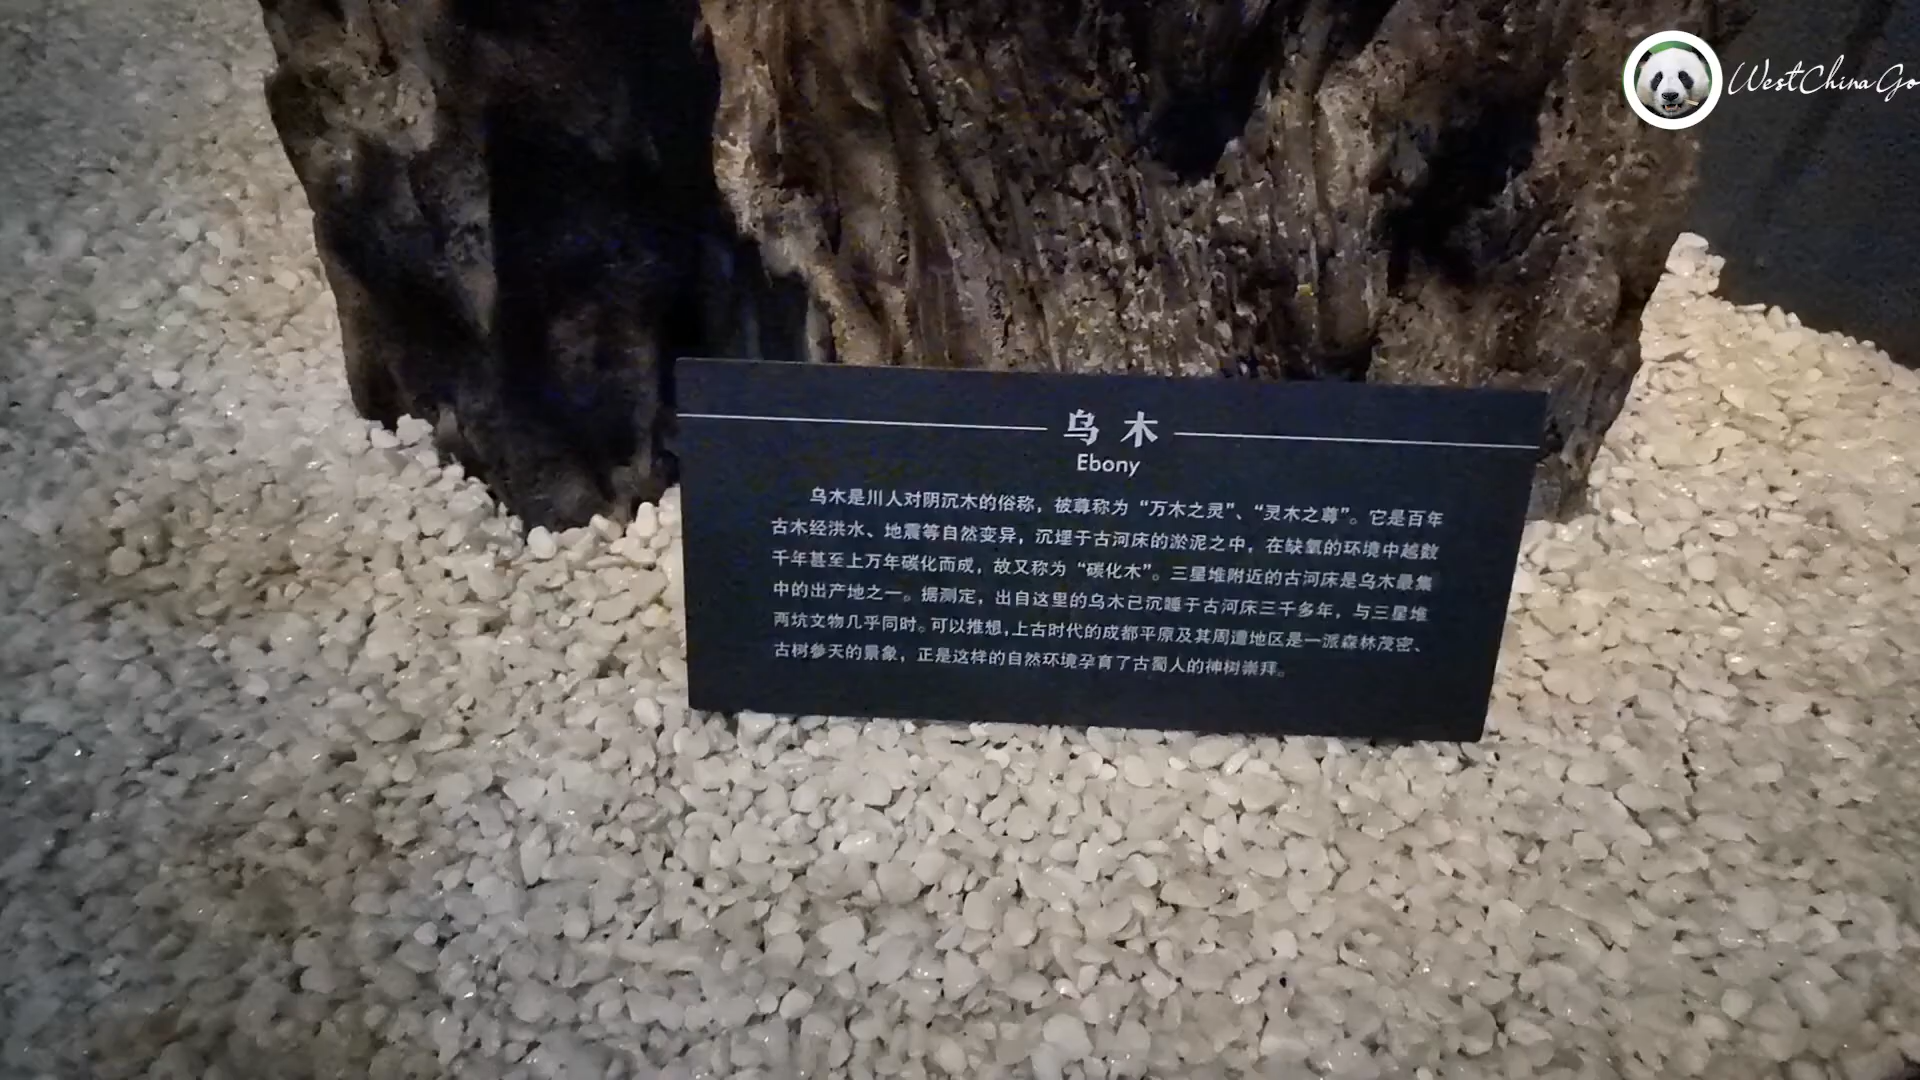 WestChinaGo
乌木
Ebony
乌木是川人对阴沉木的俗称，被尊称为“万木之灵”、“灵木之尊”。它是百年
古木经洪水、地震等自然变异，沉埋于古河床的淤泥之中，在缺氧的环境中越数
千年甚至上万年碳化而成，故又称为“碳化木”。三星堆附近的古河床是乌木最集
中的出产地之一。据测定，出自这里的乌木已沉睡于古河床三千多年，与三星堆
两坑文物几乎同时。可以推想，上古时代的成都平原及其周遭地区是一派森林茂密、
古树参天的景象，正是这样的自然环境孕育了古蜀人的神树崇拜。